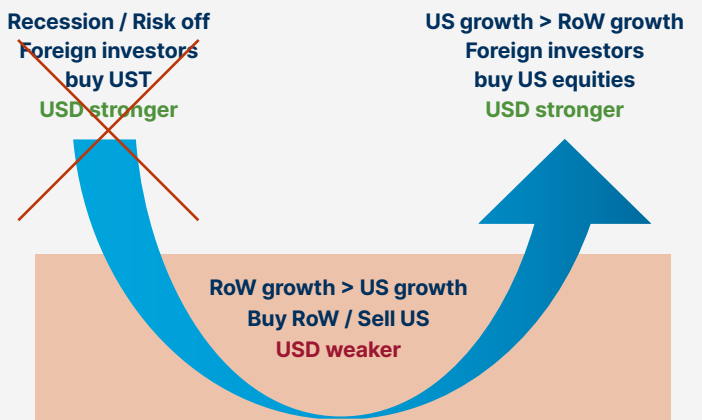 Recession / Risk off
Foreign investors
buy UST
USD stronger
US growth > RoW growth
Foreign investors
buy US equities
USD stronger
RoW growth > US growth
Buy RoW / Sell US
USD weaker